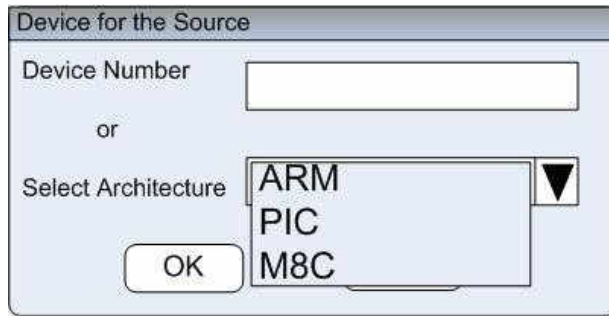 Device for the Source
Device Number
or
Select Architecture
ARM
PIC
M8C
OK